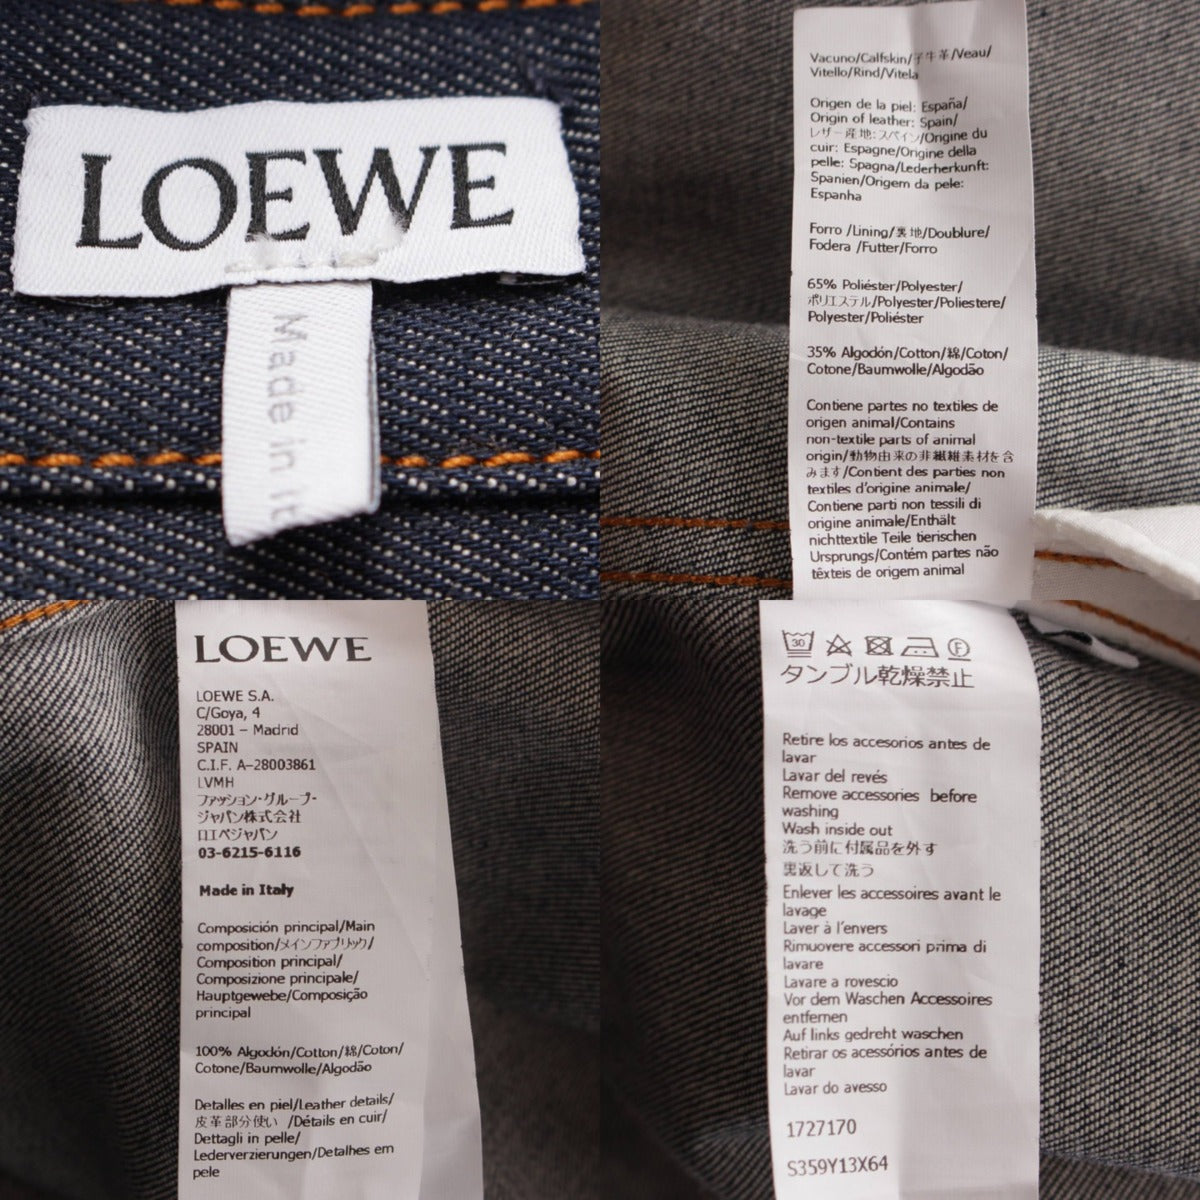 LOEWE
Made in It
Vacuno/Calfskin/子牛革/Veau/
Vitello/Rind/Vitela
Origen de la piel: España/
Origin of leather: Spain/
レザー産地:スペイン/Origine du
cuir: Espagne/Origine della
pelle: Spagna/Lederherkunft:
Spanien/Origem da pele:
Espanha
Forro /Lining/裏地/Doublure/
Fodera /Futter/Forro
65% Poliéster/Polyester/
ポリエステル/Polyester/Poliestere/
Polyester/Poliéster
35% Algodón/Cotton/綿/Coton/
Cotone/Baumwolle/Algodão
Contiene partes no textiles de
origen animal/Contains
non-textile parts of animal
origin/動物由来の非繊維素材を含
みます/Contient des parties non
textiles d'origine animale/
Contiene parti non tessili di
origine animale/Enthält
nichttextile Teile tierischen
Ursprungs/Contém partes não
têxteis de origem animal
LOEWE
LOEWE S.A.
C/Goya, 4
28001 – Madrid
SPAIN
C.I.F. A-28003861
LVMH
ファッション・グループ・
ジャパン株式会社
ロエベジャパン
03-6215-6116
Made in Italy
Composición principal/Main
composition/メインファブリック/
Composition principal/
Composizione principale/
Hauptgewebe/Composição
principal
100% Algodón/Cotton/綿/Coton/
Cotone/Baumwolle/Algodão
Detalles en piel/Leather details/
皮革部分使い /Détails en cuir/
Dettagli in pelle/
Lederverzierungen/Detalhes em
pele
30
F
タンブル乾燥禁止
Retire los accesorios antes de
lavar
Lavar del revés
Remove accessories before
washing
Wash inside out
洗う前に付属品を外す
裏返して洗う
Enlever les accessoires avant le
lavage
Laver à l'envers
Rimuovere accessori prima di
lavare
Lavare a rovescio
Vor dem Waschen Accessoires
entfernen
Auf links gedreht waschen
Retirar os acessórios antes de
lavar
Lavar do avesso
1727170
S359Y13X64